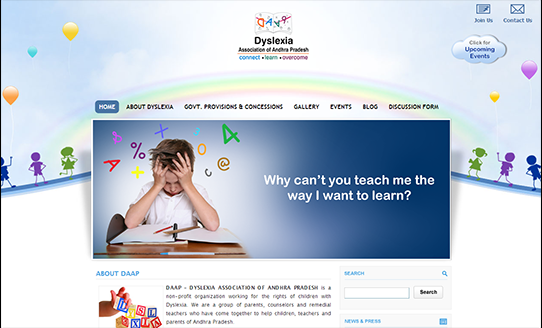 Join Us
Contact Us
DAAP
Dyslexia
Association of Andhra Pradesh
connect • learn • overcome
Click for
Upcoming
Events
HOME
ABOUT DYSLEXIA
GOVT. PROVISIONS & CONCESSIONS
GALLERY
EVENTS
BLOG
DISCUSSION FORM
A % + A @
Why can't you teach me the
way I want to learn?
ABOUT DAAP
DAAP - DYSLEXIA ASSOCIATION OF ANDHRA PRADESH is a
non-profit organization working for the rights of children with
Dyslexia. We are a group of parents, counselors and remedial
teachers who have come together to help children, teachers and
parents of Andhra Pradesh
SEARCH
Search
NEWS & PRESS